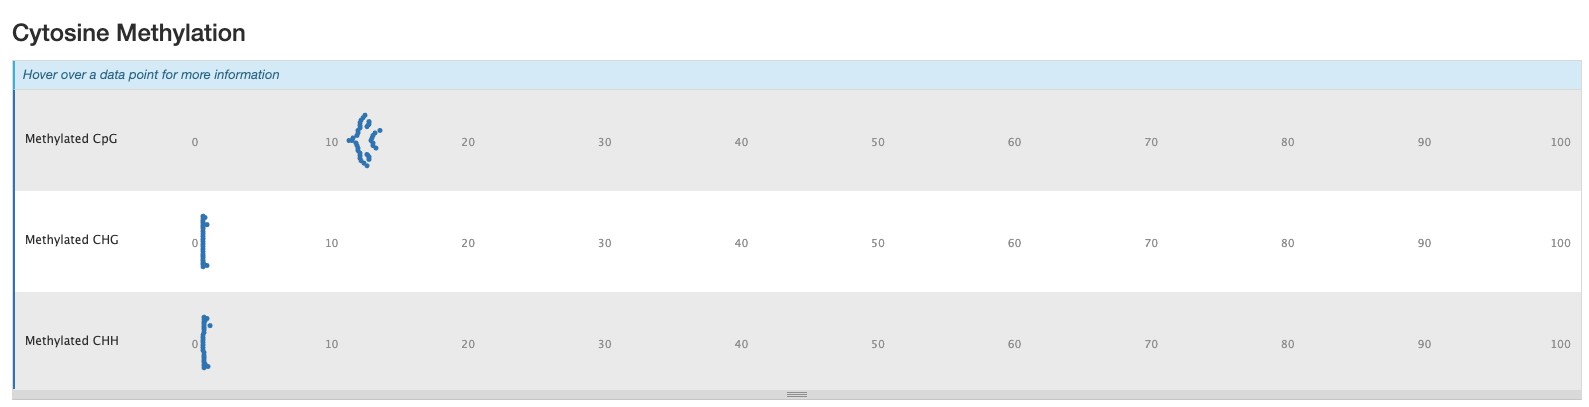 Cytosine Methylation
Hover over a data point for more information
Methylated CpG 0 10 20 30 40 50 60 70 80 90 100
Methylated CHG 0 10 20 30 40 50 60 70 80 90 100
Methylated CHH 0 10 20 30 40 50 60 70 80 90 100